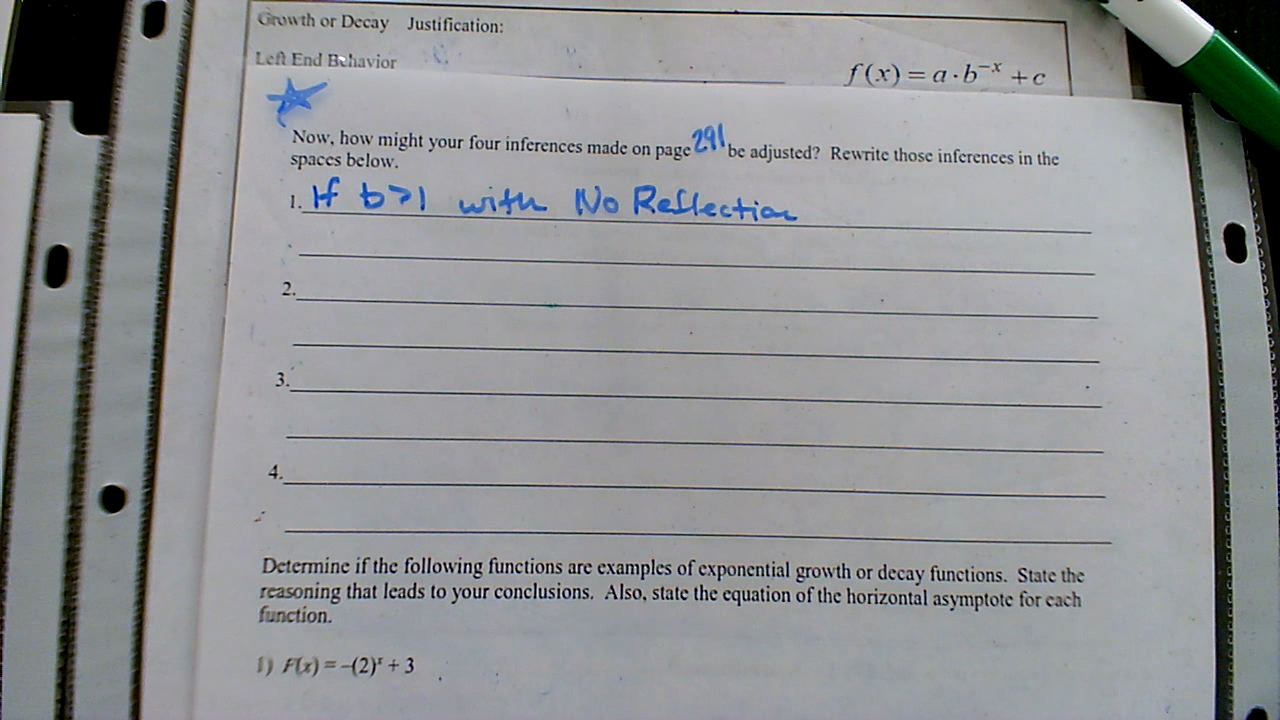 Growth or Decay Justification:
Left End Behavior
f(x) = a·b^{-x} + c
Now, how might your four inferences made on page 291 be adjusted? Rewrite those inferences in the
spaces below.
1. If b>1 with No Reflection
2.
3.
4.
Determine if the following functions are examples of exponential growth or decay functions. State the
reasoning that leads to your conclusions. Also, state the equation of the horizontal asymptote for each
function.
1) F(x) = -(2)^x + 3